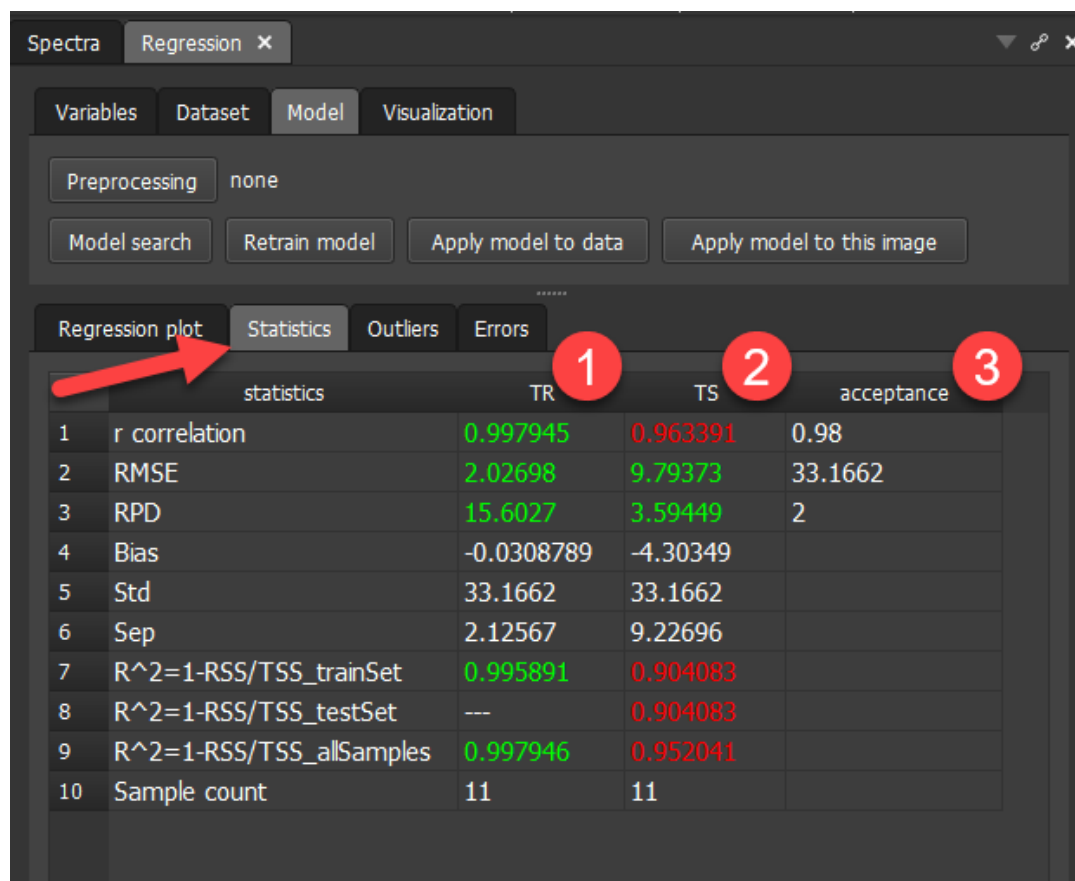 Spectra Regression ×
Variables Dataset Model Visualization
Preprocessing none
Model search Retrain model Apply model to data Apply model to this image
Regression plot Statistics Outliers Errors
1 2 3
statistics TR TS acceptance
1 r correlation 0.997945 0.963391 0.98
2 RMSE 2.02698 9.79373 33.1662
3 RPD 15.6027 3.59449 2
4 Bias -0.0308789 -4.30349
5 Std 33.1662 33.1662
6 Sep 2.12567 9.22696
7 R^2=1-RSS/TSS_trainSet 0.995891 0.904083
8 R^2=1-RSS/TSS_testSet --- 0.904083
9 R^2=1-RSS/TSS_allSamples 0.997946 0.952041
10 Sample count 11 11